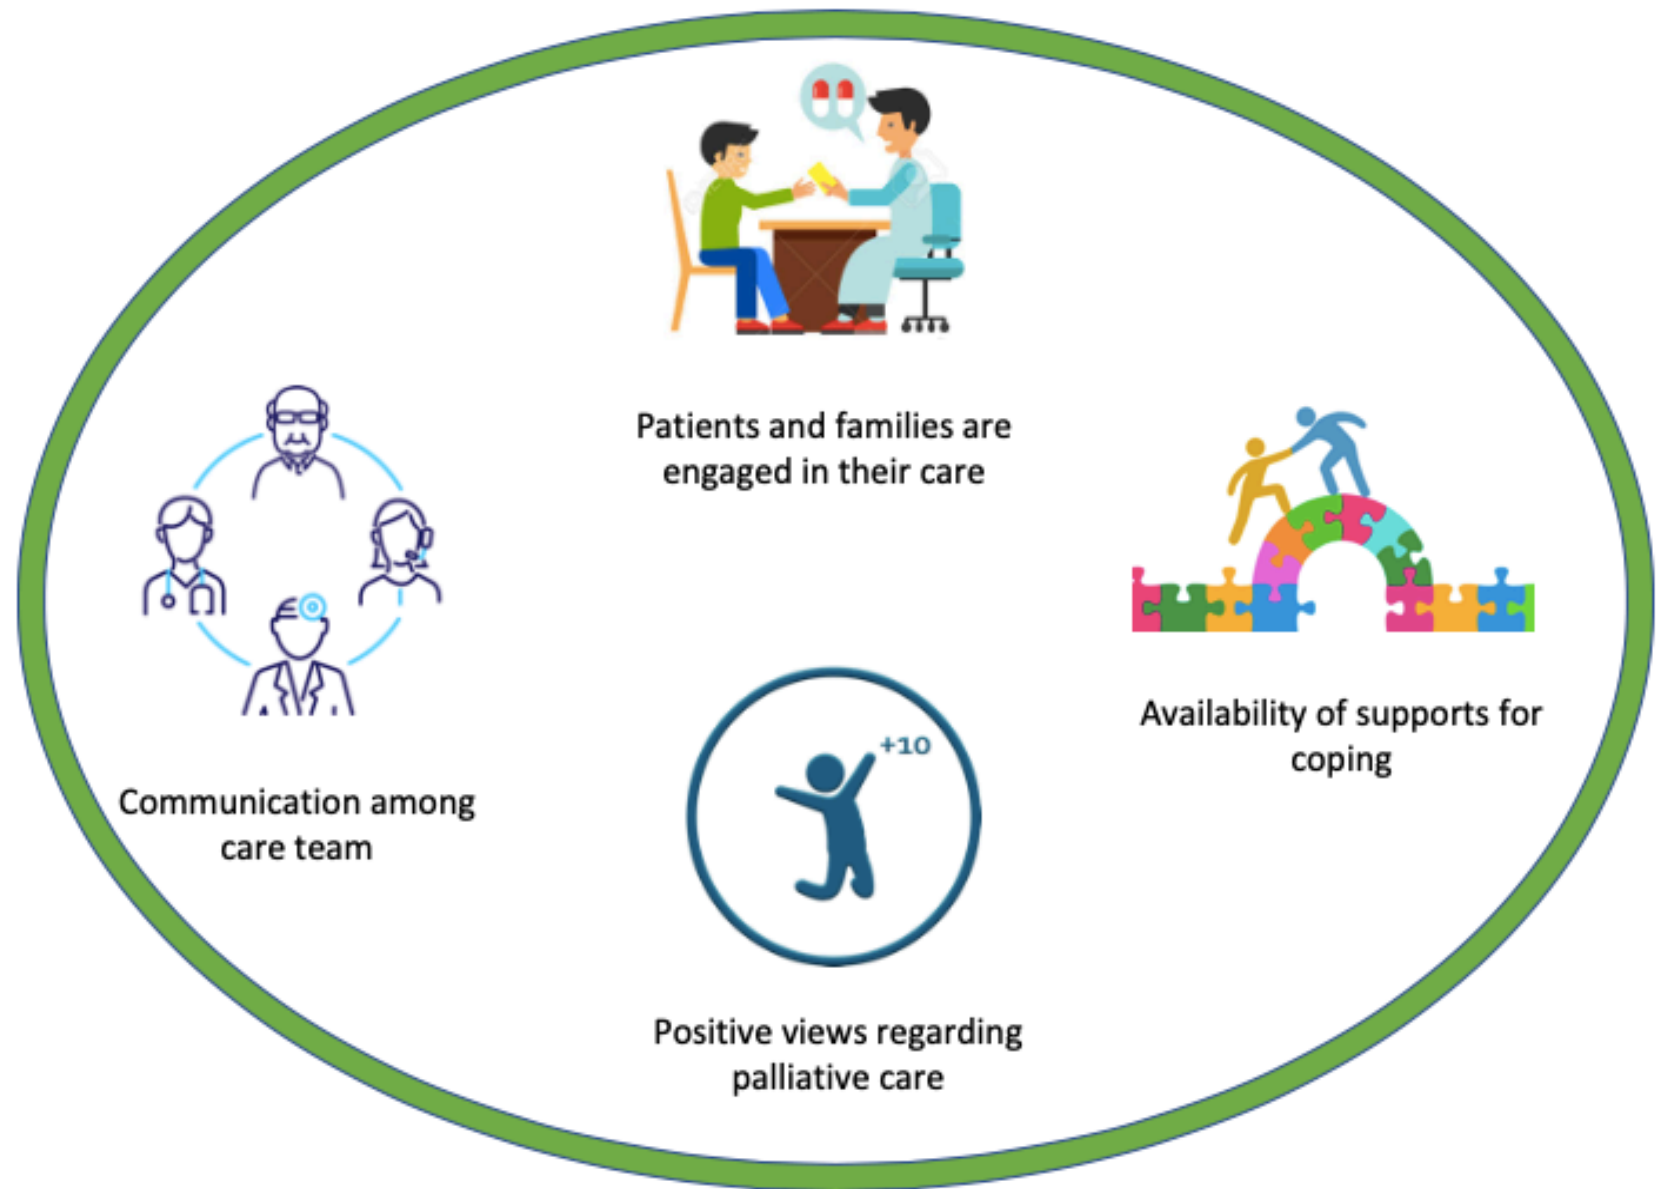 Patients and families are
engaged in their care
Communication among
care team
Availability of supports for
coping
+10
Positive views regarding
palliative care